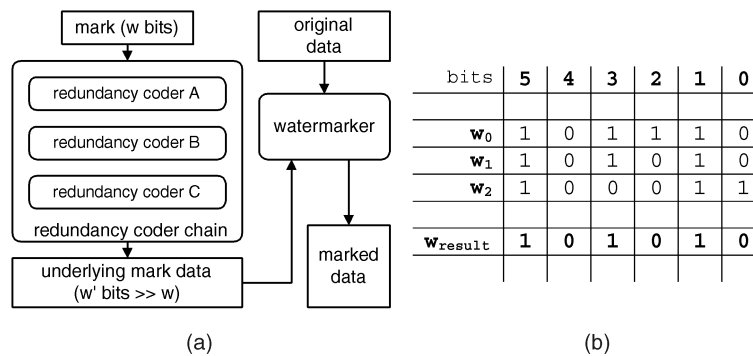 mark (w bits)
redundancy coder A
redundancy coder B
redundancy coder C
redundancy coder chain
underlying mark data
(w' bits >> w)
original
data
watermarker
marked
data
(a)
bits 5 4 3 2 1 0
w0 1 0 1 1 1 0
w1 1 0 1 0 1 0
w2 1 0 0 0 1 1
wresult 1 0 1 0 1 0
(b)